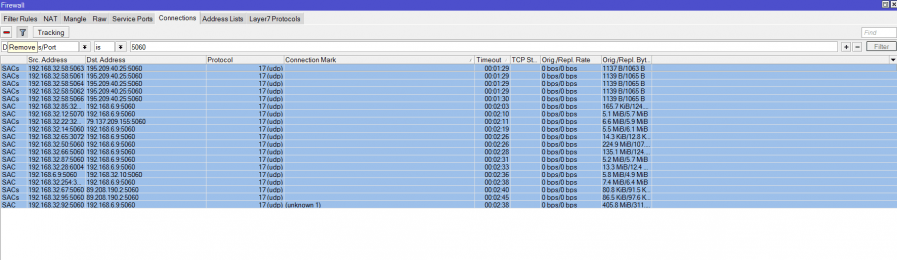 Firewall
Filter Rules NAT Mangle Raw Service Ports Connections Address Lists Layer7 Protocols
Tracking Find
D Remove s/Port is 5060 Filter
Src. Address Dst. Address Protocol Connection Mark Timeout TCP St... Orig./Repl. Rate Orig./Repl. Byt...
SACs 192.168.32.58:5063 195.209.40.25:5060 17 (udp) 00:01:29 0 bps/0 bps 1137 B/1063 B
SACs 192.168.32.58:5061 195.209.40.25:5060 17 (udp) 00:01:29 0 bps/0 bps 1139 B/1065 B
SACs 192.168.32.58:5064 195.209.40.25:5060 17 (udp) 00:01:29 0 bps/0 bps 1139 B/1065 B
SACs 192.168.32.58:5062 195.209.40.25:5060 17 (udp) 00:01:29 0 bps/0 bps 1139 B/1065 B
SACs 192.168.32.58:5066 195.209.40.25:5060 17 (udp) 00:01:30 0 bps/0 bps 1139 B/1065 B
SAC 192.168.32.85:32... 192.168.6.9:5060 17 (udp) 00:02:03 0 bps/0 bps 165.7 KiB/124...
SAC 192.168.12:5070 192.168.6.9:5060 17 (udp) 00:02:10 0 bps/0 bps 5.1 MiB/5.7 MiB
SACs 192.168.22:32... 79.137.209.155:5060 17 (udp) 00:02:11 0 bps/0 bps 6.6 MiB/5.9 MiB
SAC 192.168.32.14:5060 192.168.6.9:5060 17 (udp) 00:02:19 0 bps/0 bps 5.5 MiB/6.1 MiB
SAC 192.168.32.65:3072 192.168.6.9:5060 17 (udp) 00:02:26 0 bps/0 bps 14.3 KiB/12.8 K...
SAC 192.168.32.50:5060 192.168.6.9:5060 17 (udp) 00:02:26 0 bps/0 bps 224.9 MiB/107...
SAC 192.168.32.66:5060 192.168.6.9:5060 17 (udp) 00:02:28 0 bps/0 bps 135.1 MiB/124...
SAC 192.168.32.87:5060 192.168.6.9:5060 17 (udp) 00:02:31 0 bps/0 bps 5.2 MiB/5.7 MiB
SAC 192.168.32.28:6004 192.168.6.9:5060 17 (udp) 00:02:33 0 bps/0 bps 13.3 MiB/12.4 ...
SAC 192.168.6.9:5060 192.168.32.10:5060 17 (udp) 00:02:36 0 bps/0 bps 5.8 MiB/4.9 MiB
SAC 192.168.32.254:3... 192.168.6.9:5060 17 (udp) 00:02:38 0 bps/0 bps 7.4 MiB/6.4 MiB
SACs 192.168.32.67:5060 89.208.190.2:5060 17 (udp) 00:02:40 0 bps/0 bps 80.8 KiB/91.5 K...
SACs 192.168.32.95:5060 89.208.190.2:5060 17 (udp) 00:02:45 0 bps/0 bps 86.5 KiB/97.6 K...
SAC 192.168.32.92:5060 192.168.6.9:5060 17 (udp) (unknown 1) 00:02:38 0 bps/0 bps 405.8 MiB/311...